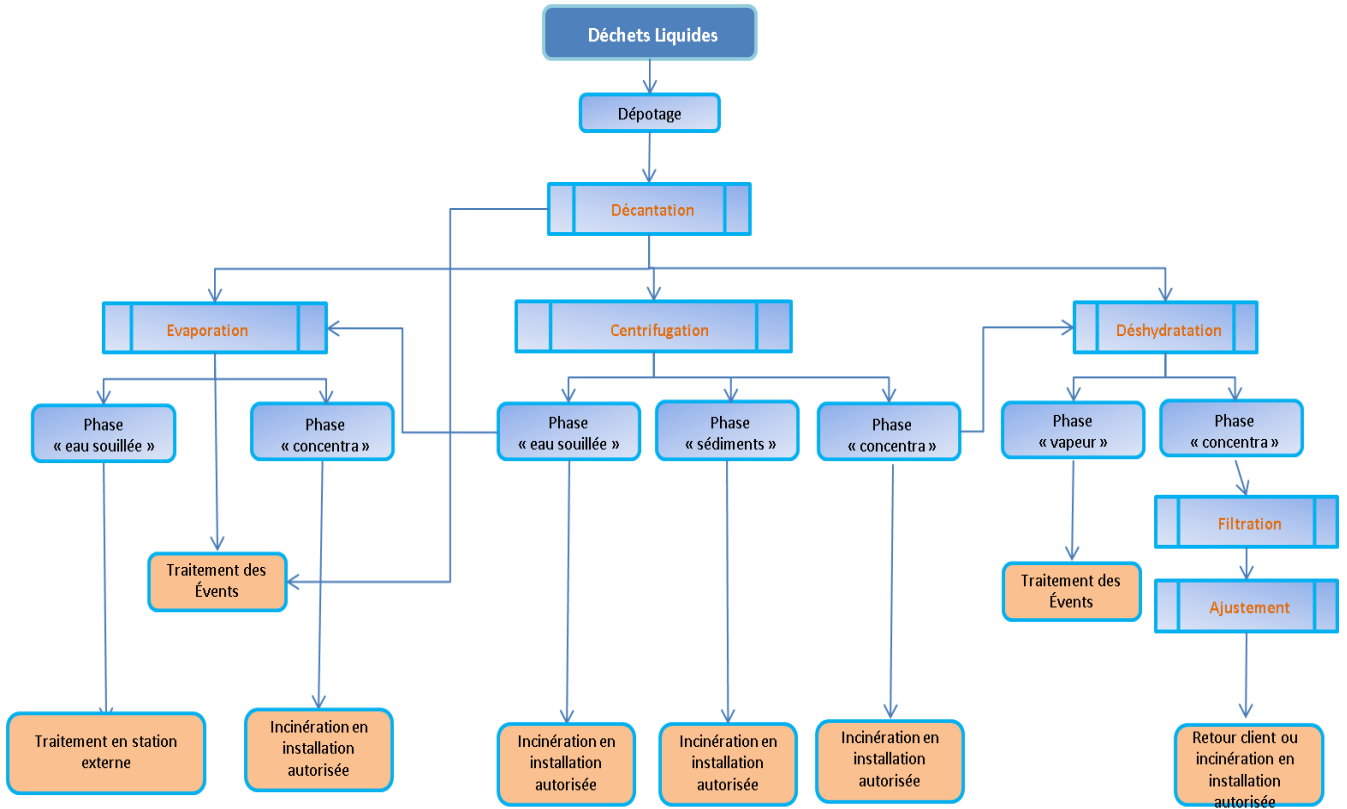 Déchets Liquides
Dépotage
Décantation
Evaporation
Centrifugation
Déshydratation
Phase
« eau souillée »
Phase
« concentra »
Phase
« eau souillée »
Phase
« sédiments »
Phase
« concentra »
Phase
« vapeur »
Phase
« concentra »
Filtration
Traitement des
Évents
Traitement des
Évents
Ajustement
Traitement en station
externe
Incinération en
installation
autorisée
Incinération en
installation
autorisée
Incinération en
installation
autorisée
Incinération en
installation
autorisée
Retour client ou
incinération en
installation
autorisée